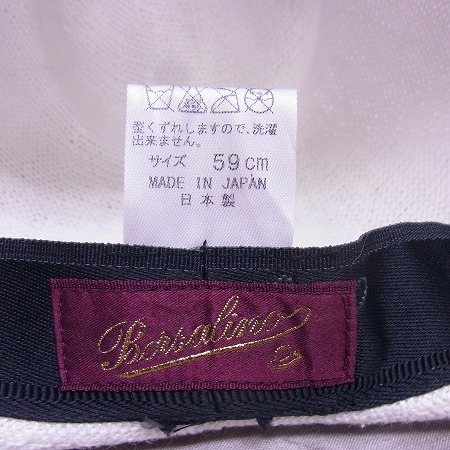 型くずれしますので、洗濯
出来ません。
サイズ 59cm
MADE IN JAPAN
日本製
Borsalino